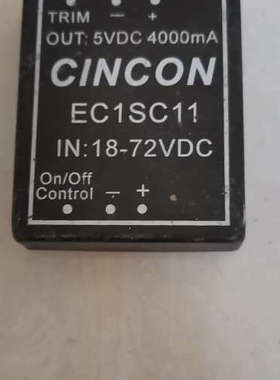 TRIM − +
OUT: 5VDC 4000mA
CINCON
EC1SC11
IN:18-72VDC
On/Off
Control − +